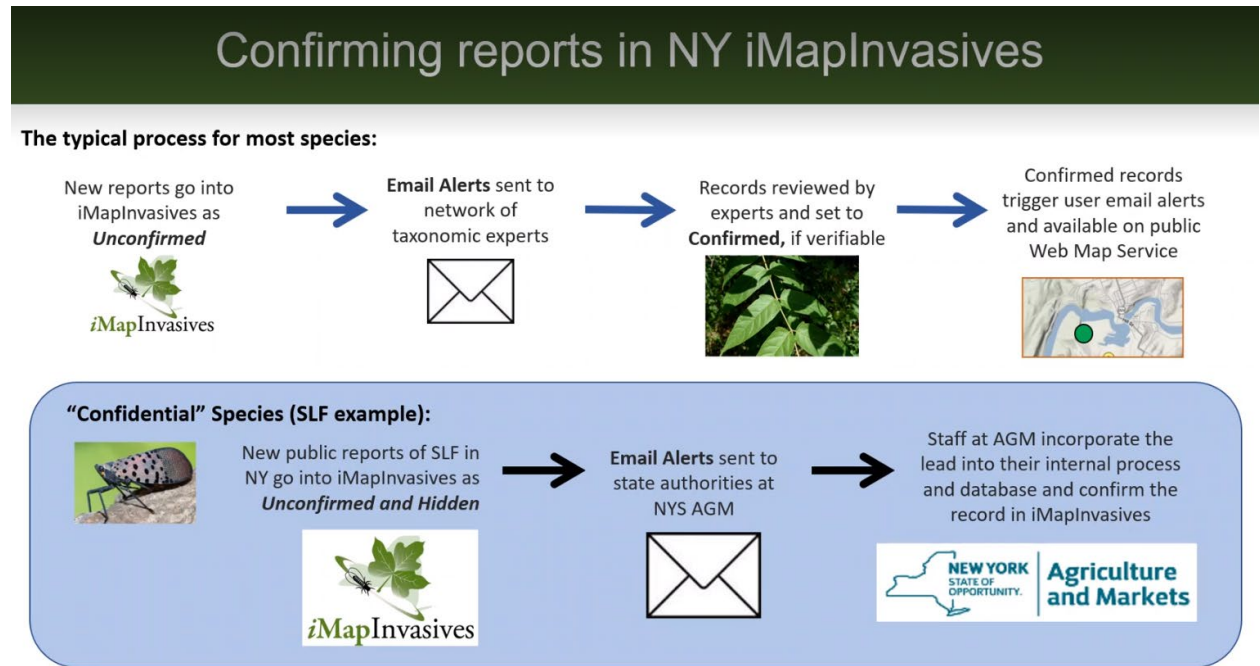 Confirming reports in NY iMapInvasives
The typical process for most species:
New reports go into
iMapInvasives as
Unconfirmed
iMapInvasives
Email Alerts sent to
network of
taxonomic experts
Records reviewed by
experts and set to
Confirmed, if verifiable
Confirmed records
trigger user email alerts
and available on public
Web Map Service
“Confidential” Species (SLF example):
New public reports of SLF in
NY go into iMapInvasives as
Unconfirmed and Hidden
iMapInvasives
Email Alerts sent to
state authorities at
NYS AGM
Staff at AGM incorporate the
lead into their internal process
and database and confirm the
record in iMapInvasives
NEW YORK
STATE OF
OPPORTUNITY.
Agriculture
and Markets